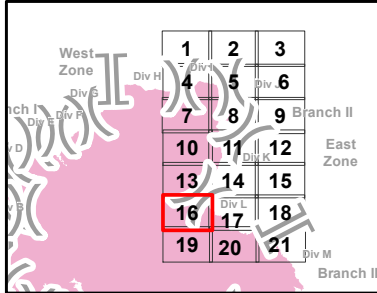 1 2 3
West
Zone
Div H
Div I
4 5 Div J 6
Div G
nch I
Div F
Div E
7 8 9
Branch II
Div D
10 11 12
East
Zone
Div K
13 14 15
Div B
16 17 18
Div L
19 20 21
Div M
Branch II